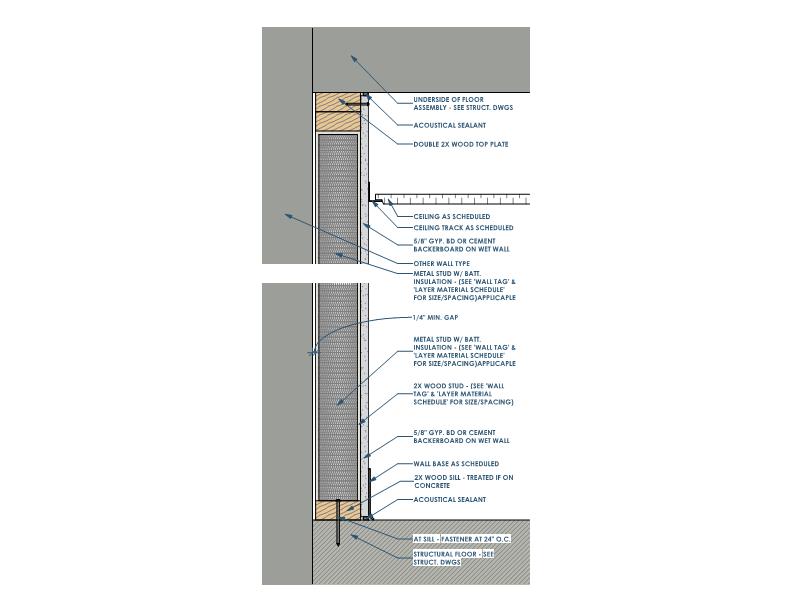 UNDERSIDE OF FLOOR
ASSEMBLY - SEE STRUCT. DWGS
ACOUSTICAL SEALANT
DOUBLE 2X WOOD TOP PLATE
CEILING AS SCHEDULED
CEILING TRACK AS SCHEDULED
5/8" GYP. BD OR CEMENT
BACKERBOARD ON WET WALL
OTHER WALL TYPE
METAL STUD W/ BATT.
INSULATION - (SEE 'WALL TAG' &
'LAYER MATERIAL SCHEDULE'
FOR SIZE/SPACING)APPLICAPLE
1/4" MIN. GAP
METAL STUD W/ BATT.
INSULATION - (SEE 'WALL TAG' &
'LAYER MATERIAL SCHEDULE'
FOR SIZE/SPACING)APPLICAPLE
2X WOOD STUD - (SEE 'WALL
TAG' & 'LAYER MATERIAL
SCHEDULE' FOR SIZE/SPACING)
5/8" GYP. BD OR CEMENT
BACKERBOARD ON WET WALL
WALL BASE AS SCHEDULED
2X WOOD SILL - TREATED IF ON
CONCRETE
ACOUSTICAL SEALANT
AT SILL - FASTENER AT 24" O.C.
STRUCTURAL FLOOR - SEE
STRUCT. DWGS